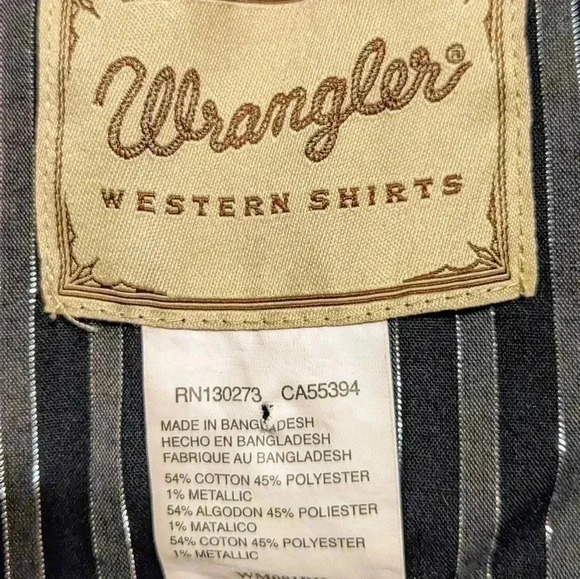 Wrangler®
WESTERN SHIRTS
RN130273 CA55394
MADE IN BANGLADESH
HECHO EN BANGLADESH
FABRIQUE AU BANGLADESH
54% COTTON 45% POLYESTER
1% METALLIC
54% ALGODON 45% POLIESTER
1% MATALICO
54% COTON 45% POLYESTER
1% METALLIC